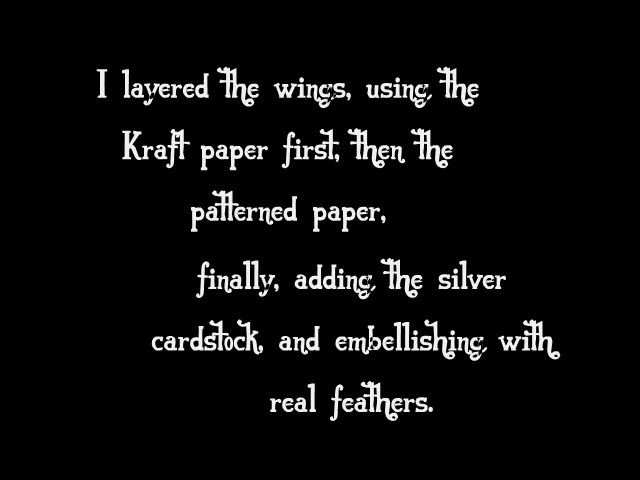 I layered the wings, using the
Kraft paper first, then the
patterned paper,
finally, adding the silver
cardstock, and embellishing with
real feathers.